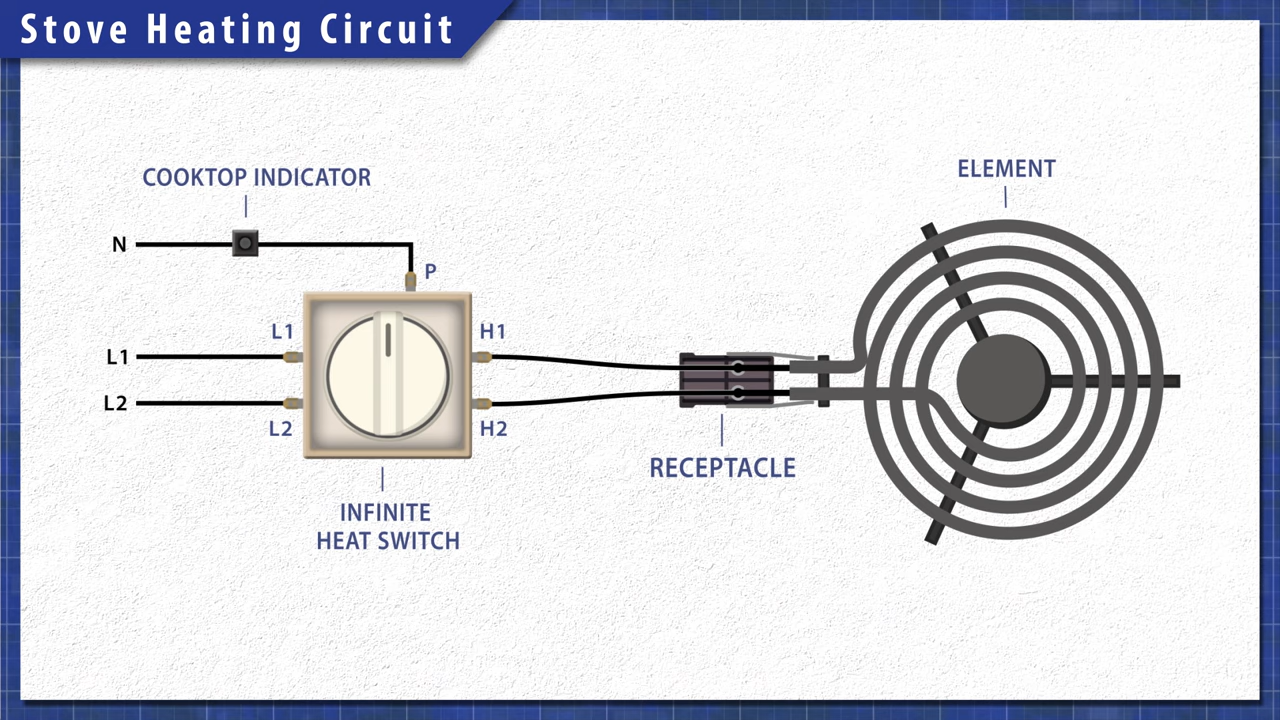 Stove Heating Circuit
COOKTOP INDICATOR
ELEMENT
N
P
L1
H1
L1
L2
L2
H2
RECEPTACLE
INFINITE
HEAT SWITCH